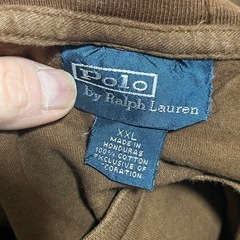 Polo
by Ralph Lauren
XXL
MADE IN
HONDURAS
100% COTTON
EXCLUSIVE OF
CORATION